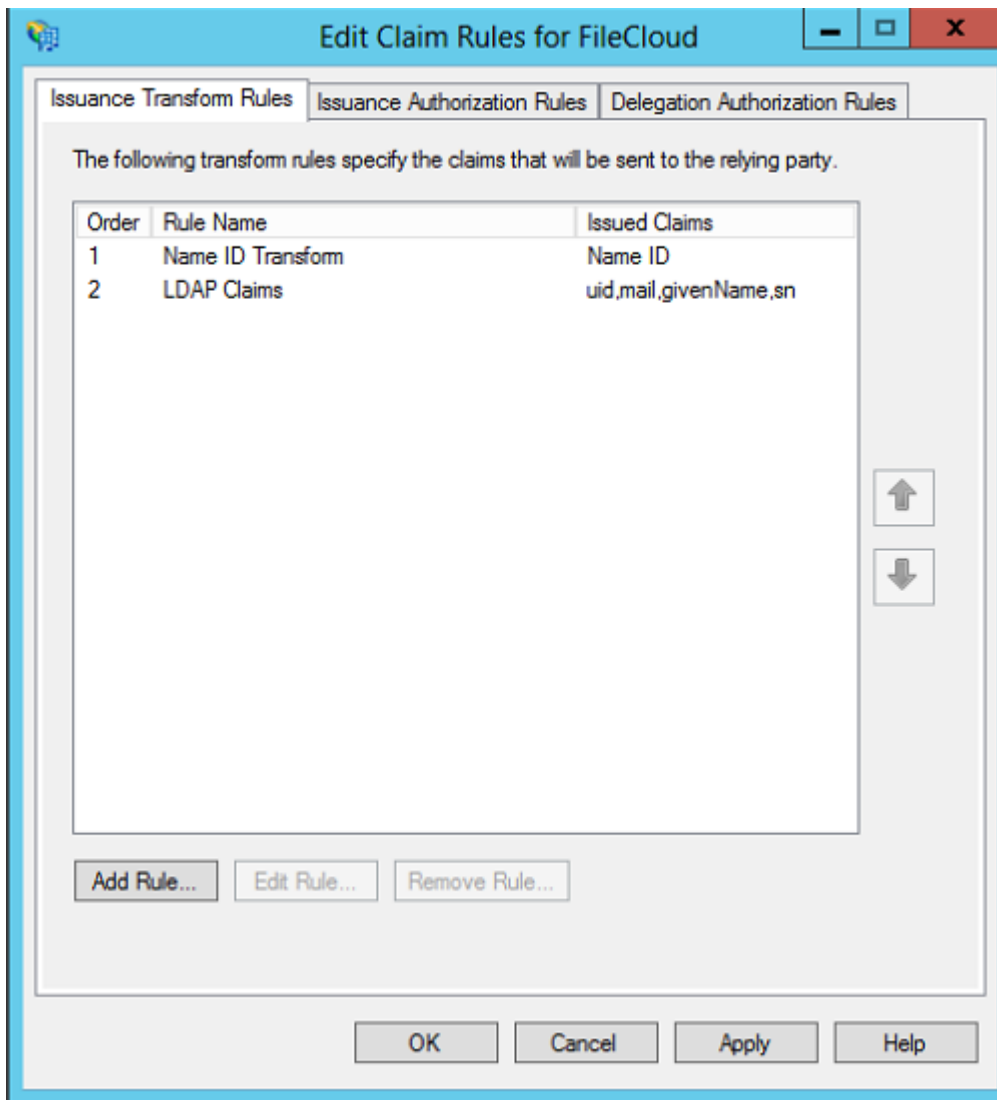 Edit Claim Rules for FileCloud
Issuance Transform Rules Issuance Authorization Rules Delegation Authorization Rules
The following transform rules specify the claims that will be sent to the relying party.
Order Rule Name Issued Claims
1 Name ID Transform Name ID
2 LDAP Claims uid,mail,givenName,sn
Add Rule... Edit Rule... Remove Rule...
OK Cancel Apply Help